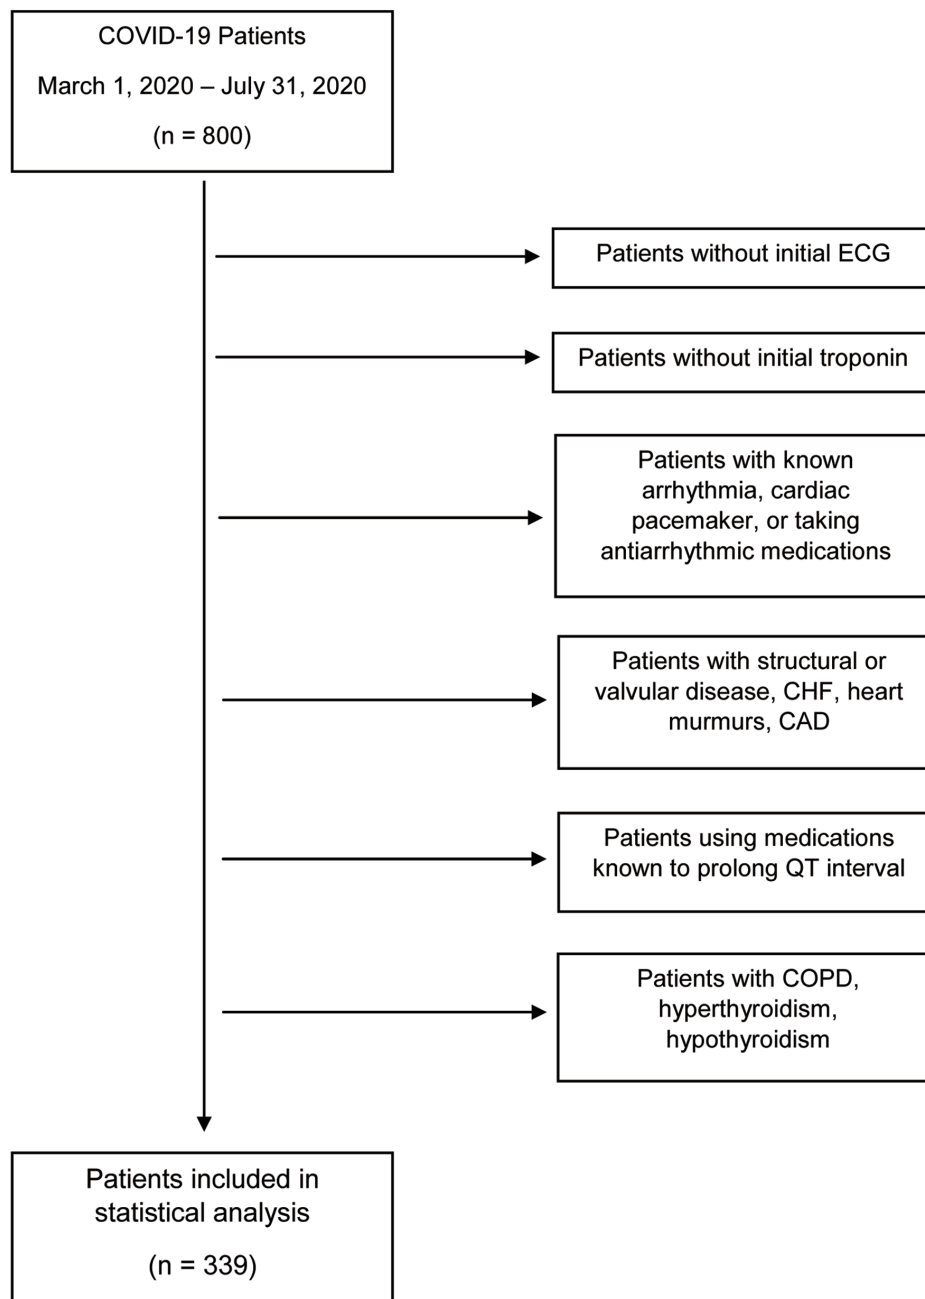 COVID-19 Patients
March 1, 2020 – July 31, 2020
(n = 800)
Patients without initial ECG
Patients without initial troponin
Patients with known
arrhythmia, cardiac
pacemaker, or taking
antiarrhythmic medications
Patients with structural or
valvular disease, CHF, heart
murmurs, CAD
Patients using medications
known to prolong QT interval
Patients with COPD,
hyperthyroidism,
hypothyroidism
Patients included in
statistical analysis
(n = 339)